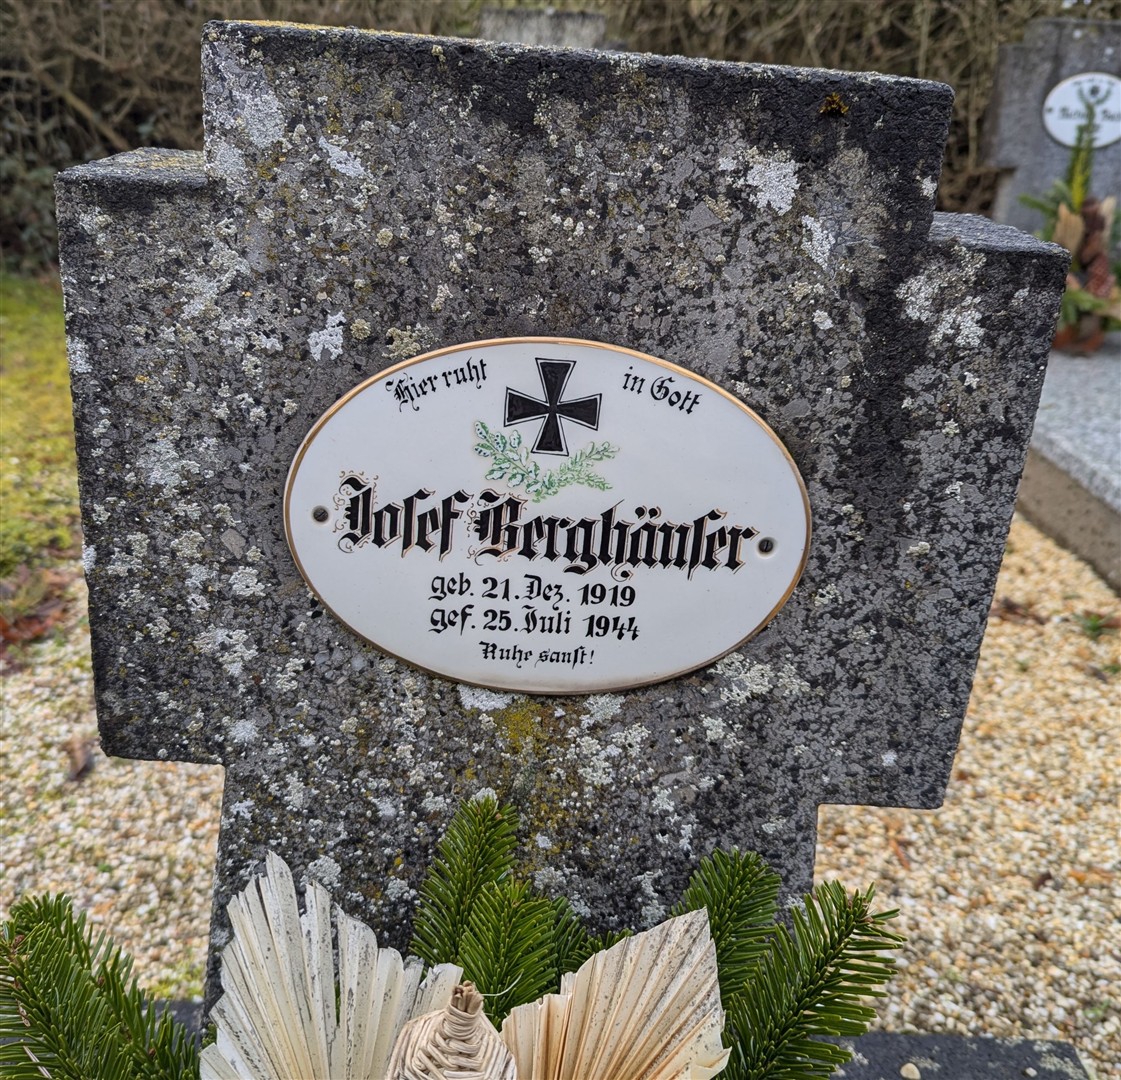 Hier ruht in Gott
Josef Berghäuser
geb. 21. Dez. 1919
gef. 25. Juli 1944
Ruhe sanft!